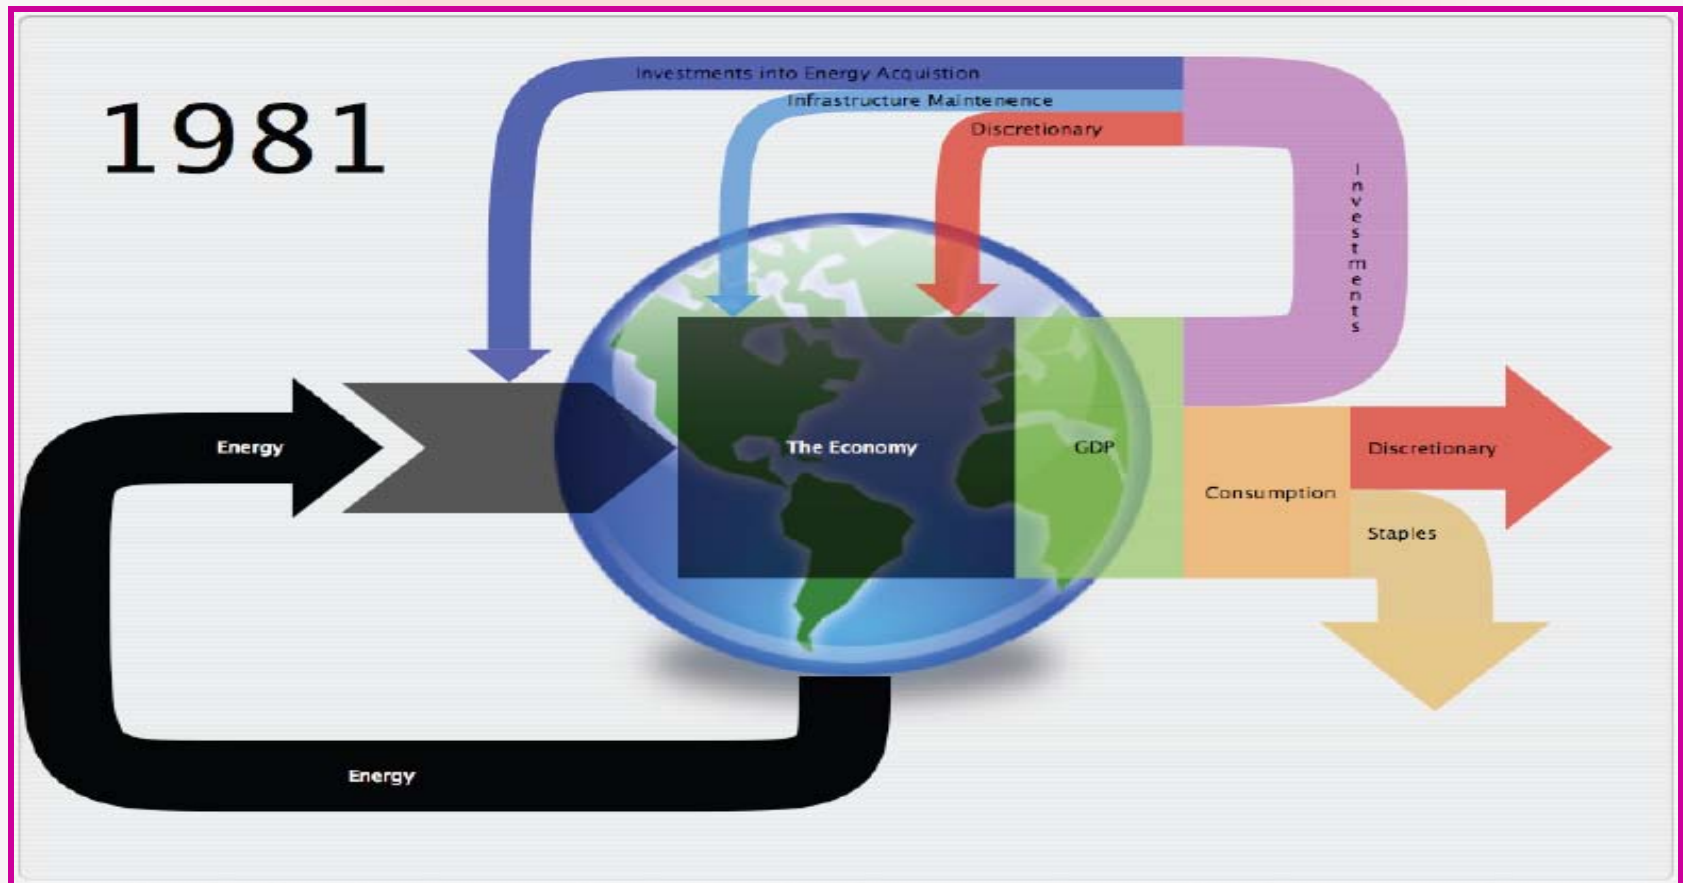 1981
Investments into Energy Acquistion
Infrastructure Maintenence
Discretionary
Investments
Energy
The Economy
GDP
Discretionary
Consumption
Staples
Energy